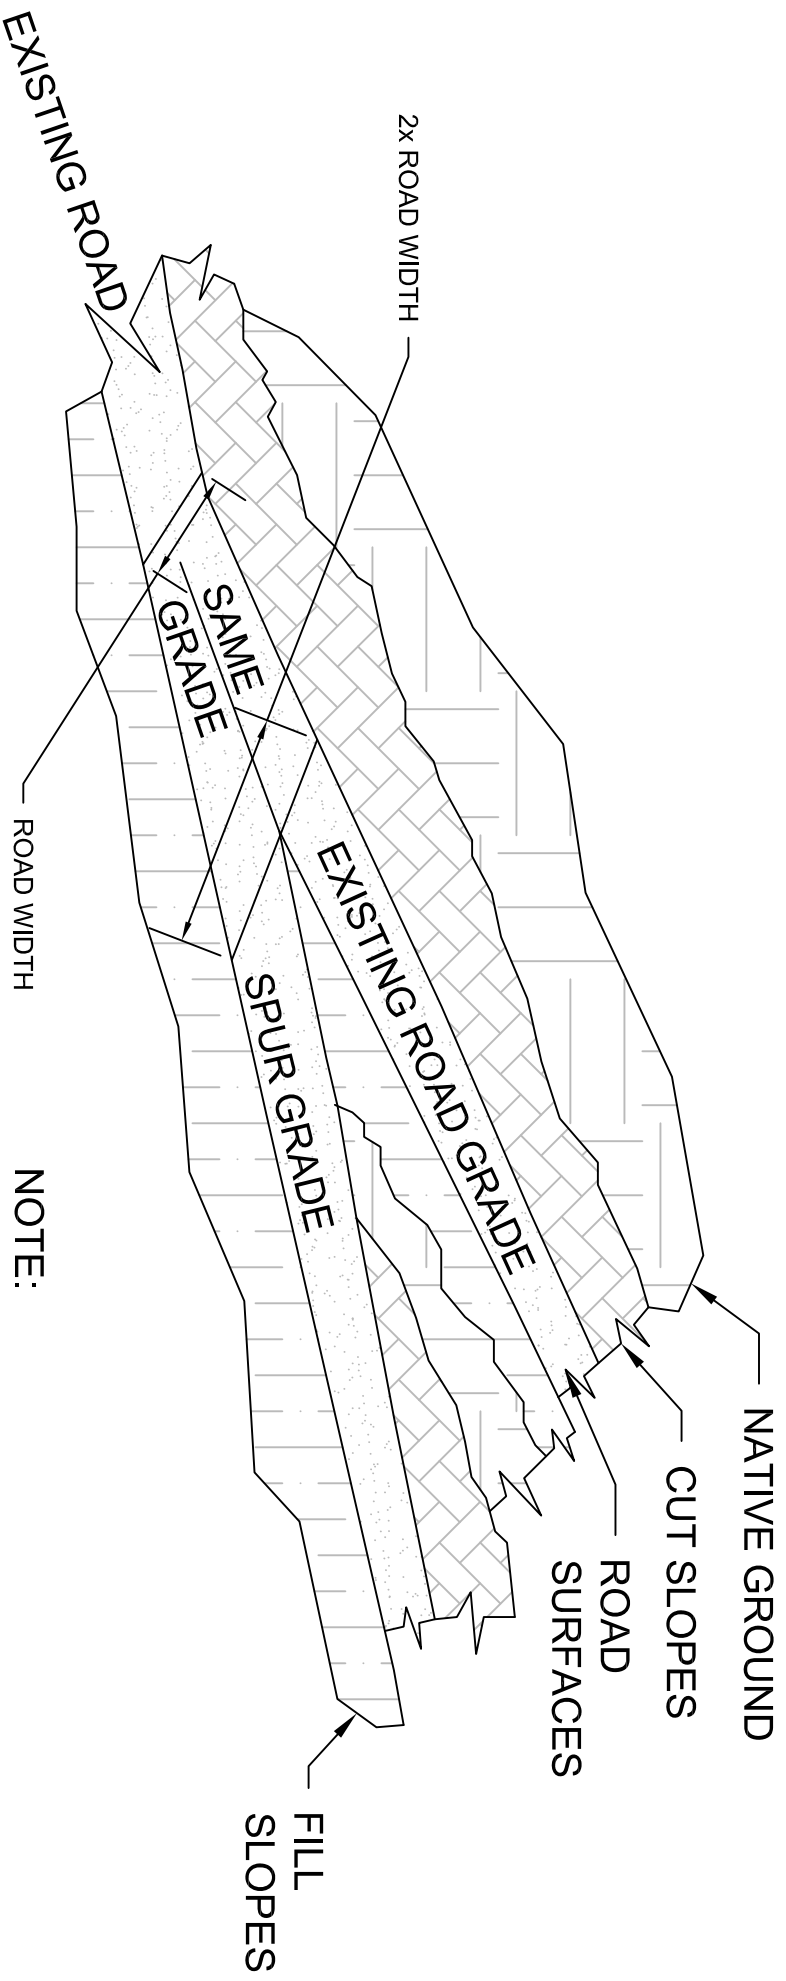 NATIVE GROUND
CUT SLOPES
ROAD
SURFACES
2x ROAD WIDTH
EXISTING ROAD GRADE
SAME
GRADE
SPUR GRADE
FILL
SLOPES
EXISTING ROAD
ROAD WIDTH
NOTE: